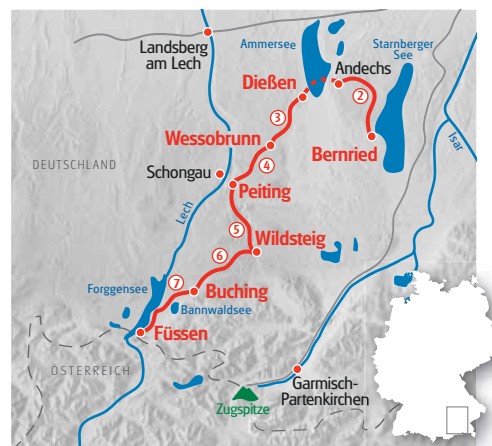 Landsberg
am Lech
Ammersee
Starnberger
See
Andechs
Dießen
2
3
Wessobrunn
Bernried
Isar
4
DEUTSCHLAND
Schongau
Peiting
Lech
5
Wildsteig
6
Forggensee
7
Buching
Bannwaldsee
Füssen
ÖSTERREICH
Garmisch-
Partenkirchen
Zugspitze